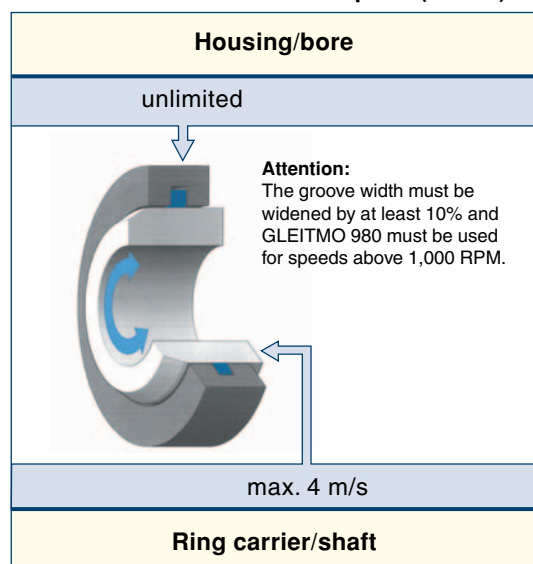 Housing/bore
unlimited
Attention:
The groove width must be
widened by at least 10% and
GLEITMO 980 must be used
for speeds above 1,000 RPM.
max. 4 m/s
Ring carrier/shaft